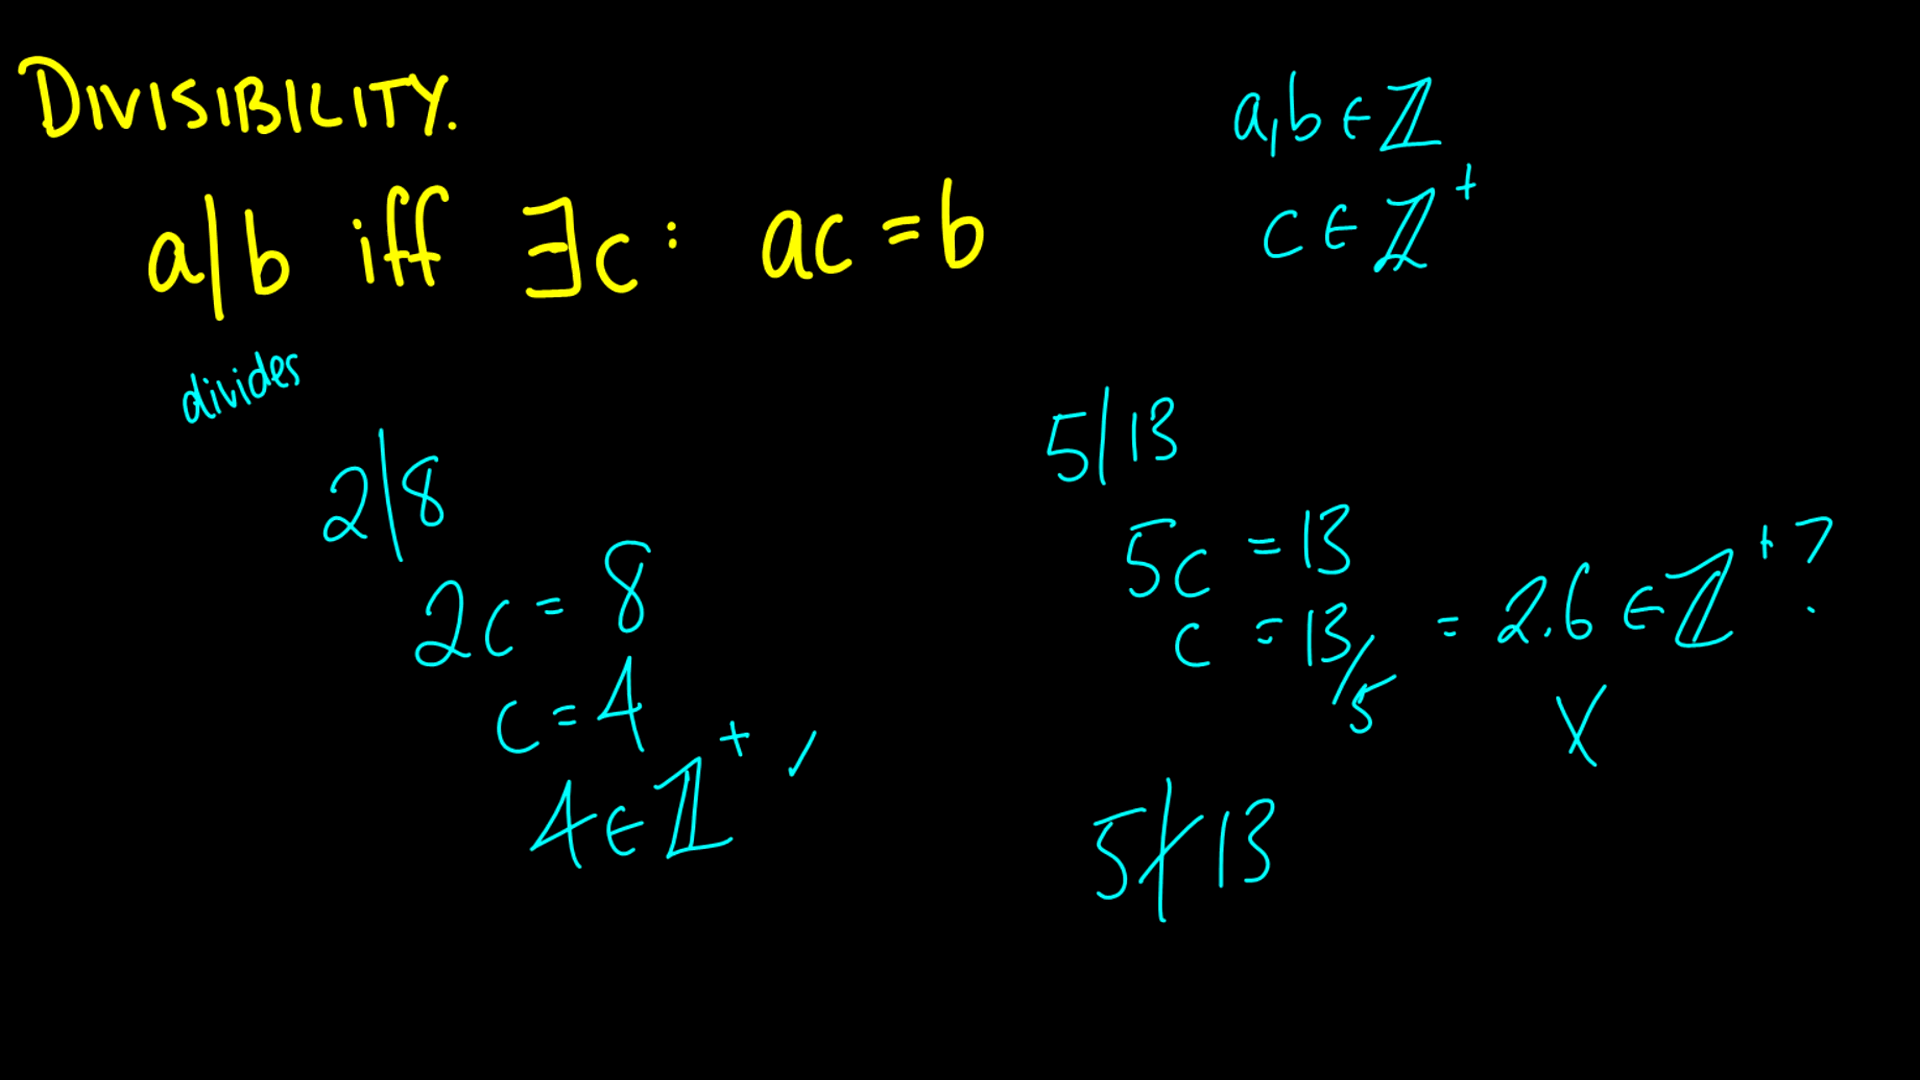 DIVISIBILITY.
a|b iff ∃c: ac = b
a,b ∈ ℤ
c ∈ ℤ⁺
divides
2|8
2c = 8
c = 4
4 ∈ ℤ⁺ ✓
5|13
5c = 13
c = 13/5 = 2.6 ∈ ℤ⁺?
X
5∤13